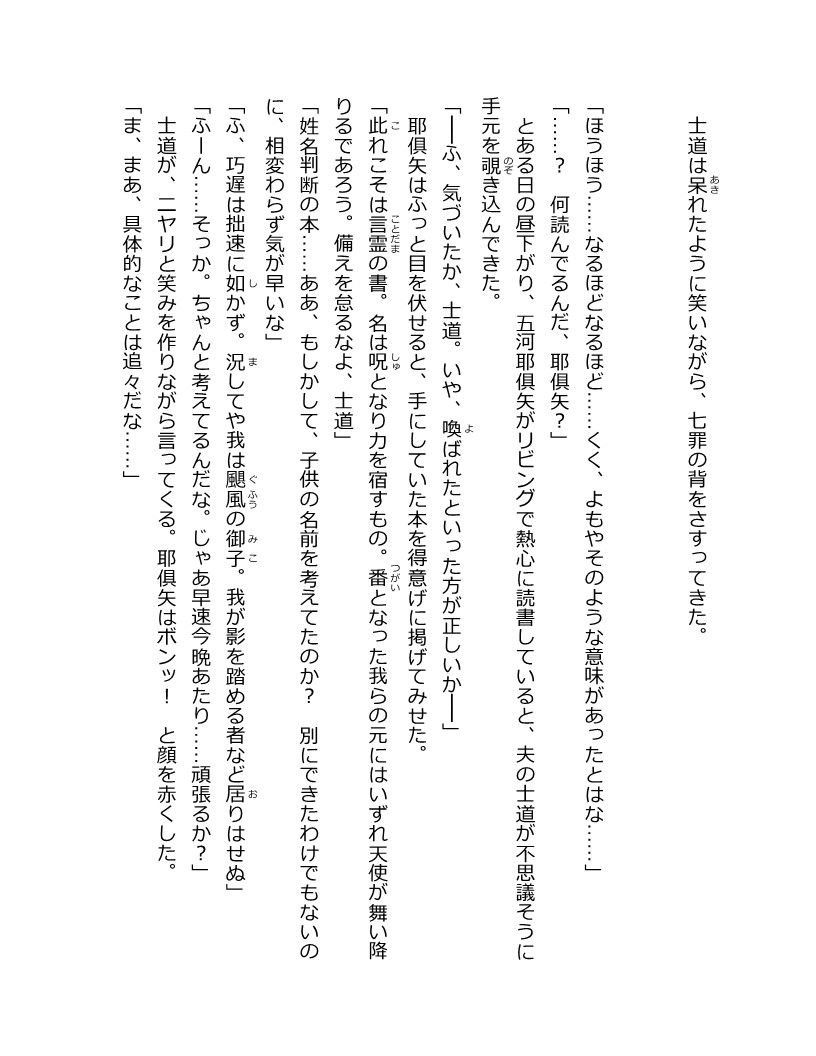 士道は呆れたように笑いながら、七罪の背をさすってきた。
「ほうほう……なるほどなるほど……くく、よもやそのような意味があったとはな……」
「……？　何読んでるんだ、耶倶矢？」
　とある日の昼下がり、五河耶倶矢がリビングで熱心に読書していると、夫の士道が不思議そうに
手元を覗き込んできた。
「──ふ、気づいたか、士道。いや、喚ばれたといった方が正しいか──」
　耶倶矢はふっと目を伏せると、手にしていた本を得意げに掲げてみせた。
「此れこそは言霊の書。名は呪となり力を宿すもの。番となった我らの元にはいずれ天使が舞い降
りるであろう。備えを怠るなよ、士道」
「姓名判断の本……ああ、もしかして、子供の名前を考えてたのか？　別にできたわけでもないの
に、相変わらず気が早いな」
「ふ、巧遅は拙速に如かず。況してや我は颶風の御子。我が影を踏める者など居りはせぬ」
「ふーん……そっか。ちゃんと考えてるんだな。じゃあ早速今晩あたり……頑張るか？」
　士道が、ニヤリと笑みを作りながら言ってくる。耶倶矢はボンッ！　と顔を赤くした。
「ま、まあ、具体的なことは追々だな……」